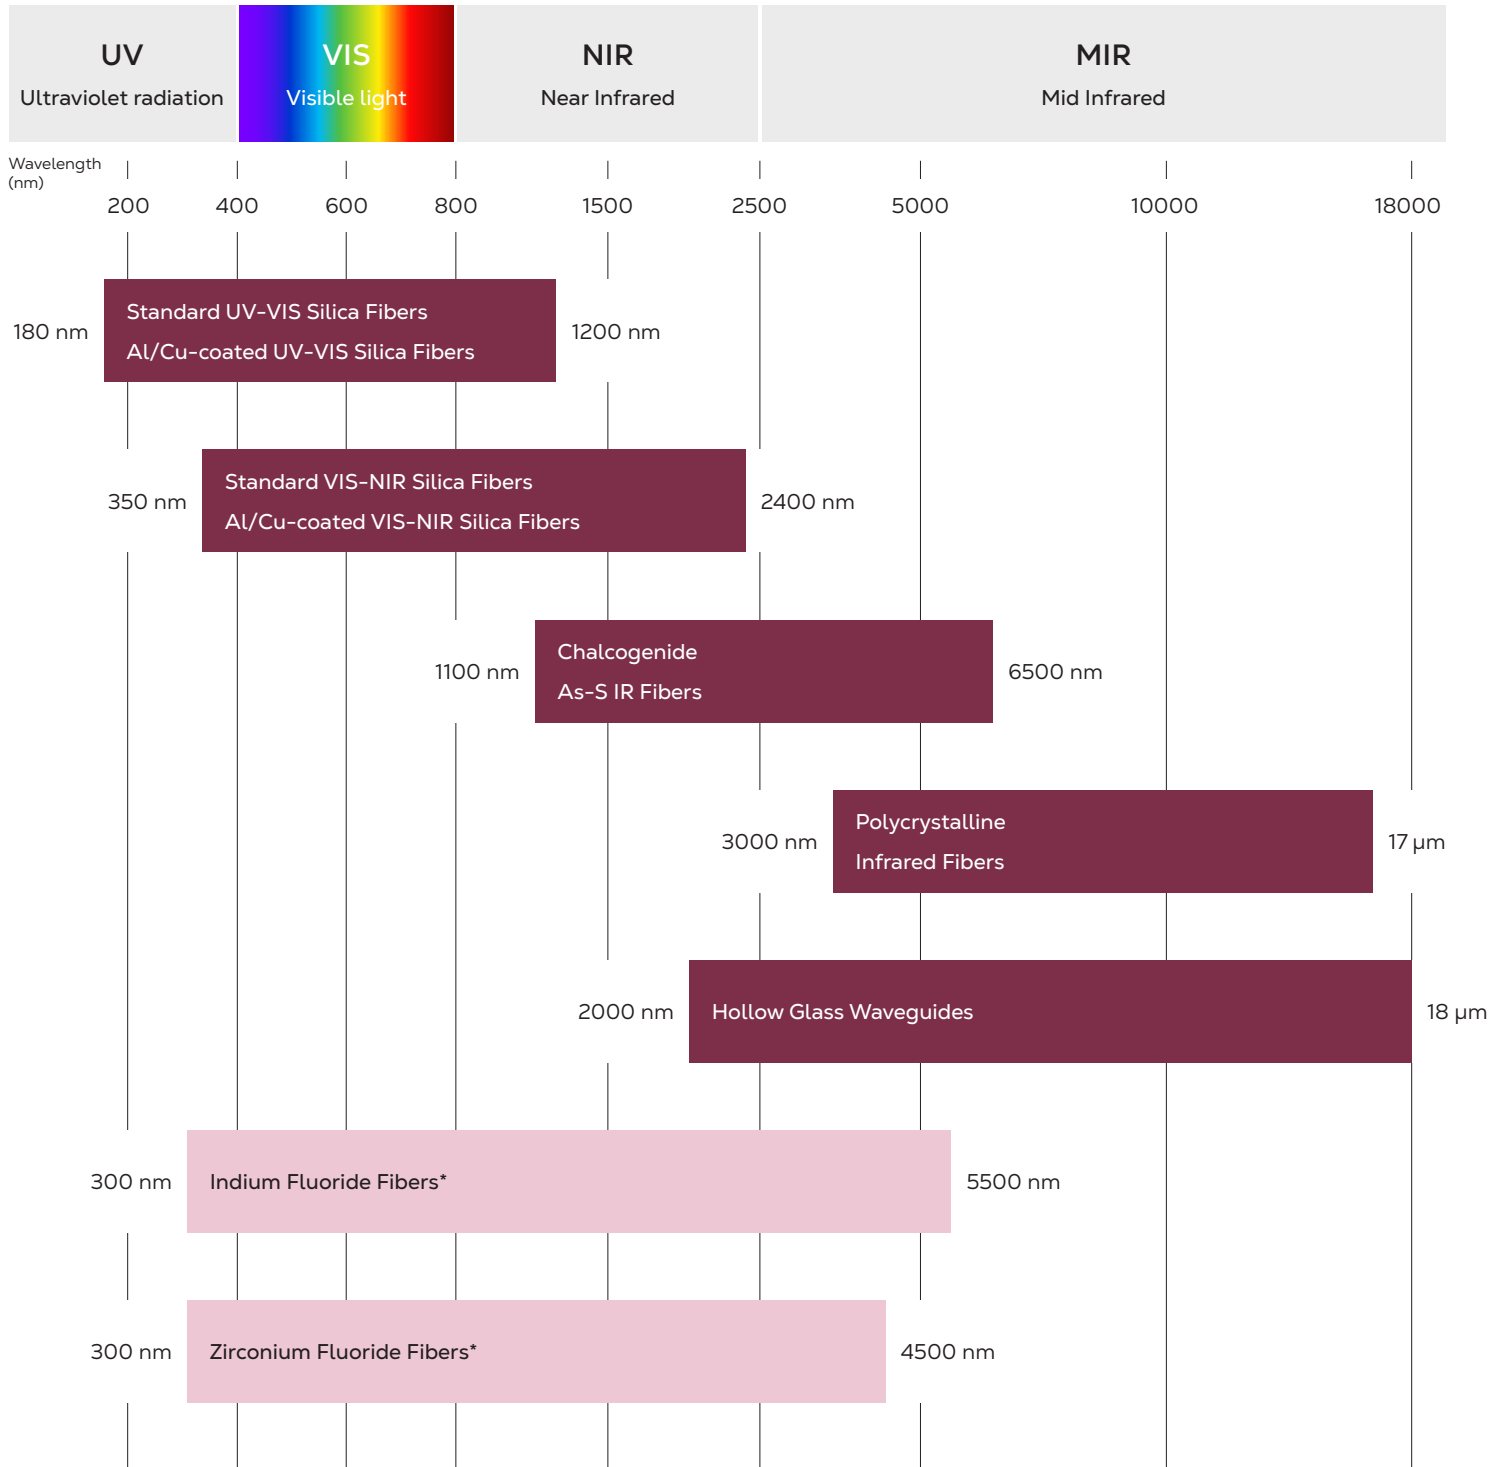 UV
Ultraviolet radiation
VIS
Visible light
NIR
Near Infrared
MIR
Mid Infrared
Wavelength
(nm)
200 400 600 800 1500 2500 5000 10000 18000
180 nm
Standard UV-VIS Silica Fibers
Al/Cu-coated UV-VIS Silica Fibers
1200 nm
350 nm
Standard VIS-NIR Silica Fibers
Al/Cu-coated VIS-NIR Silica Fibers
2400 nm
1100 nm
Chalcogenide
As-S IR Fibers
6500 nm
3000 nm
Polycrystalline
Infrared Fibers
17 µm
2000 nm
Hollow Glass Waveguides
18 µm
300 nm
Indium Fluoride Fibers*
5500 nm
300 nm
Zirconium Fluoride Fibers*
4500 nm